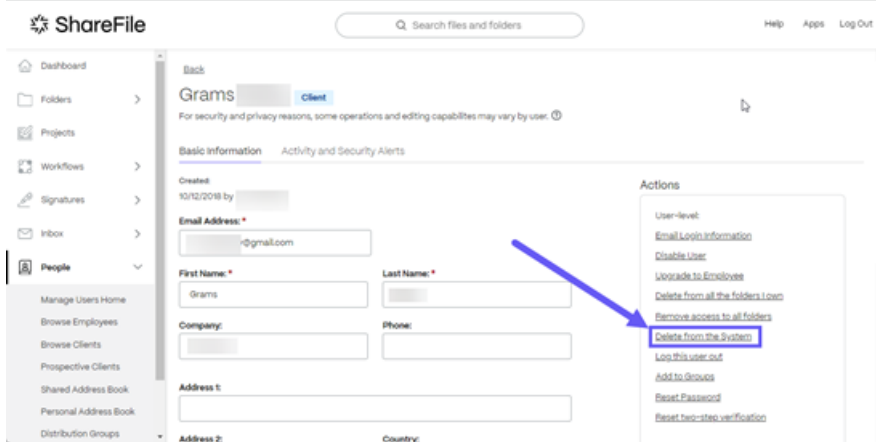 ShareFile
Search files and folders
Help Apps Log Out
Dashboard
Folders
Projects
Workflows
Signatures
Inbox
People
Manage Users Home
Browse Employees
Browse Clients
Prospective Clients
Shared Address Book
Personal Address Book
Distribution Groups
Back
Grams Client
For security and privacy reasons, some operations and editing capabilites may vary by user.
Basic Information Activity and Security Alerts
Created:
10/12/2018 by
Email Address: *
@gmail.com
First Name: * Last Name: *
Grams
Company: Phone:
Address 1:
Address 2: Country:
Actions
User-level:
Email Login Information
Disable User
Upgrade to Employee
Delete from all the folders I own
Remove access to all folders
Delete from the System
Log this user out
Add to Groups
Reset Password
Reset two-step verification